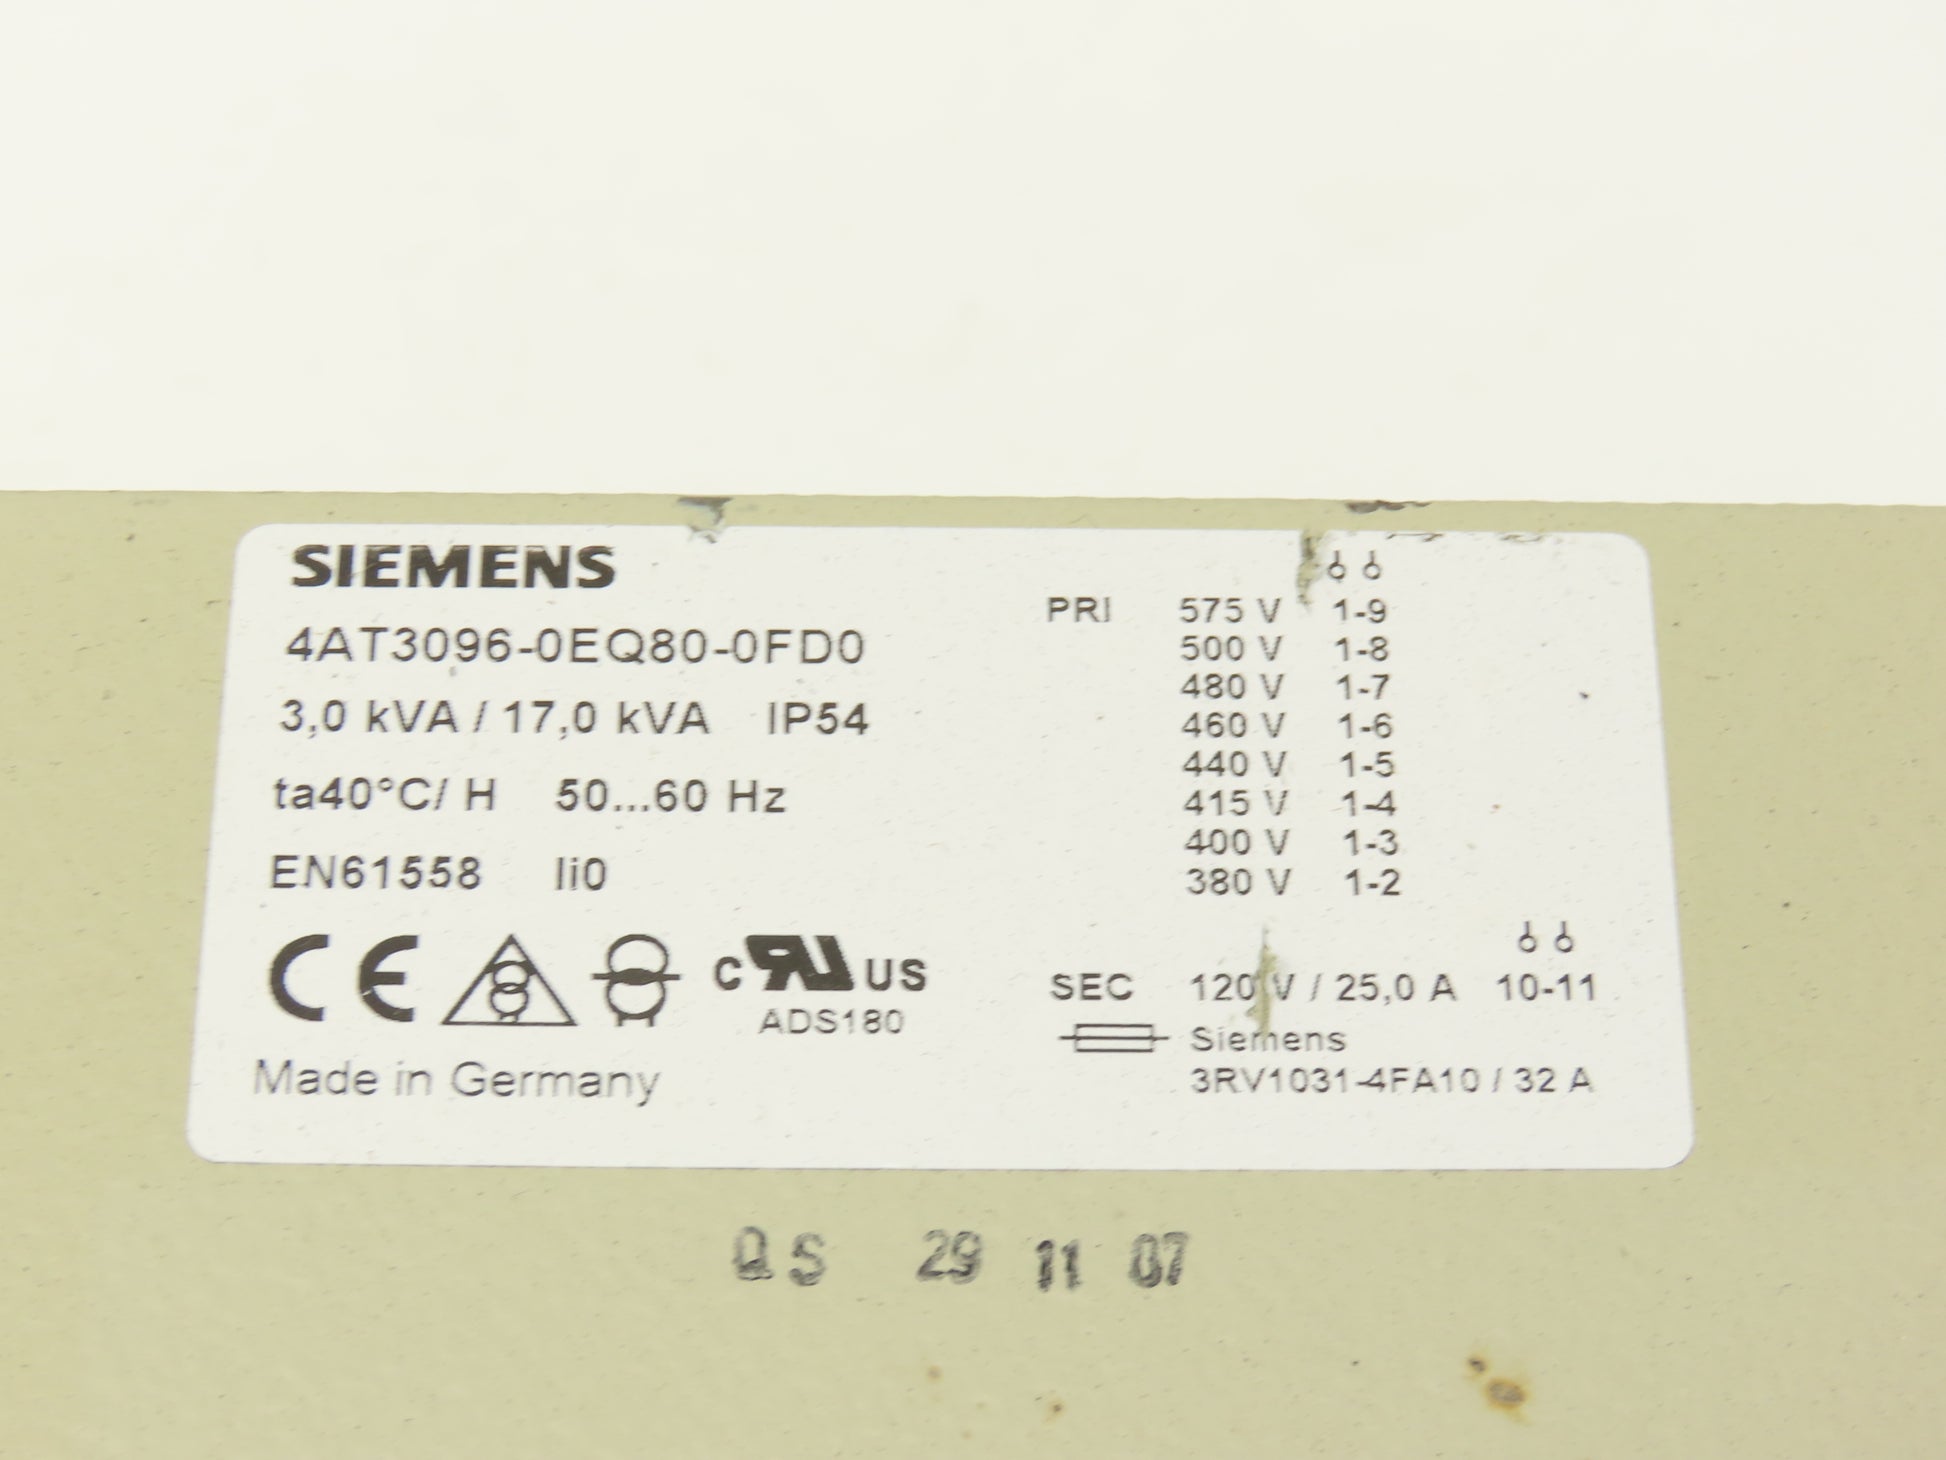 SIEMENS
4AT3096-0EQ80-0FD0
3,0 kVA / 17,0 kVA IP54
ta40°C/ H 50...60 Hz
EN61558 Ii0
CE c RU US
ADS180
Made in Germany
PRI 575 V 1-9
500 V 1-8
480 V 1-7
460 V 1-6
440 V 1-5
415 V 1-4
400 V 1-3
380 V 1-2
SEC 120 V / 25,0 A 10-11
Siemens
3RV1031-4FA10 / 32 A
QS 29 11 07